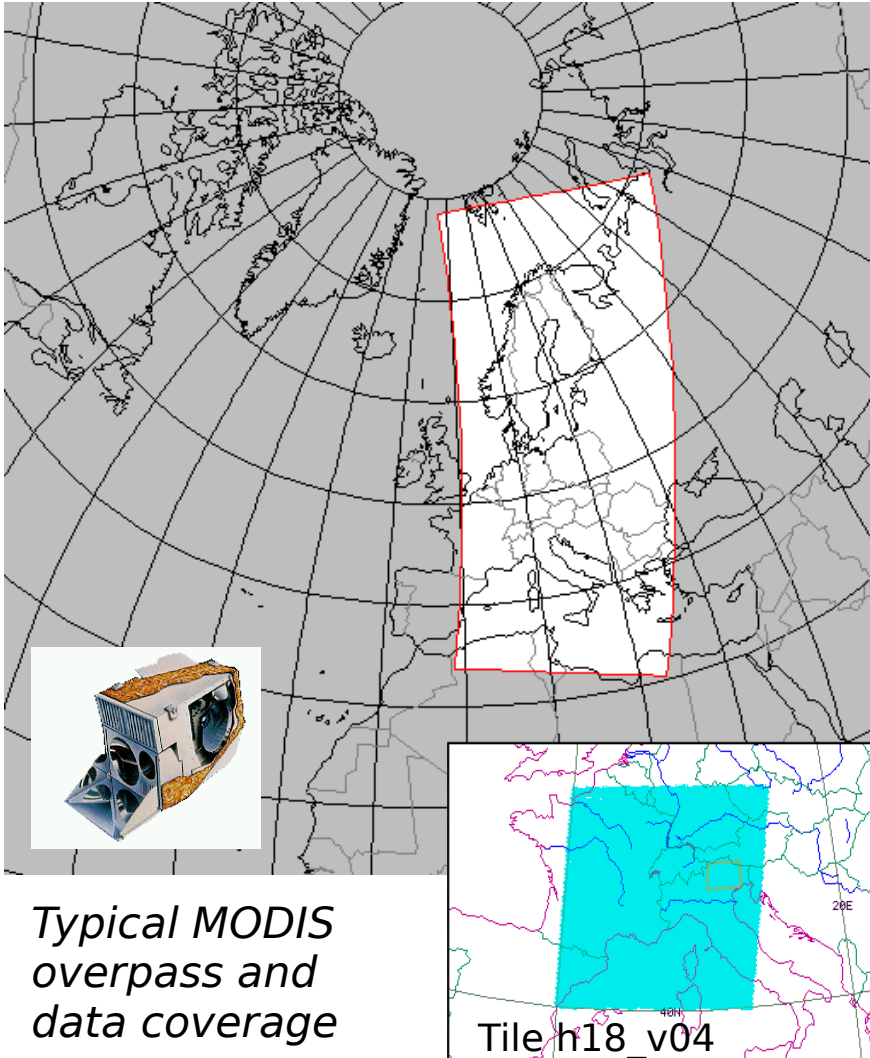 20E
40N
Typical MODIS
overpass and
data coverage
Tile h18_v04